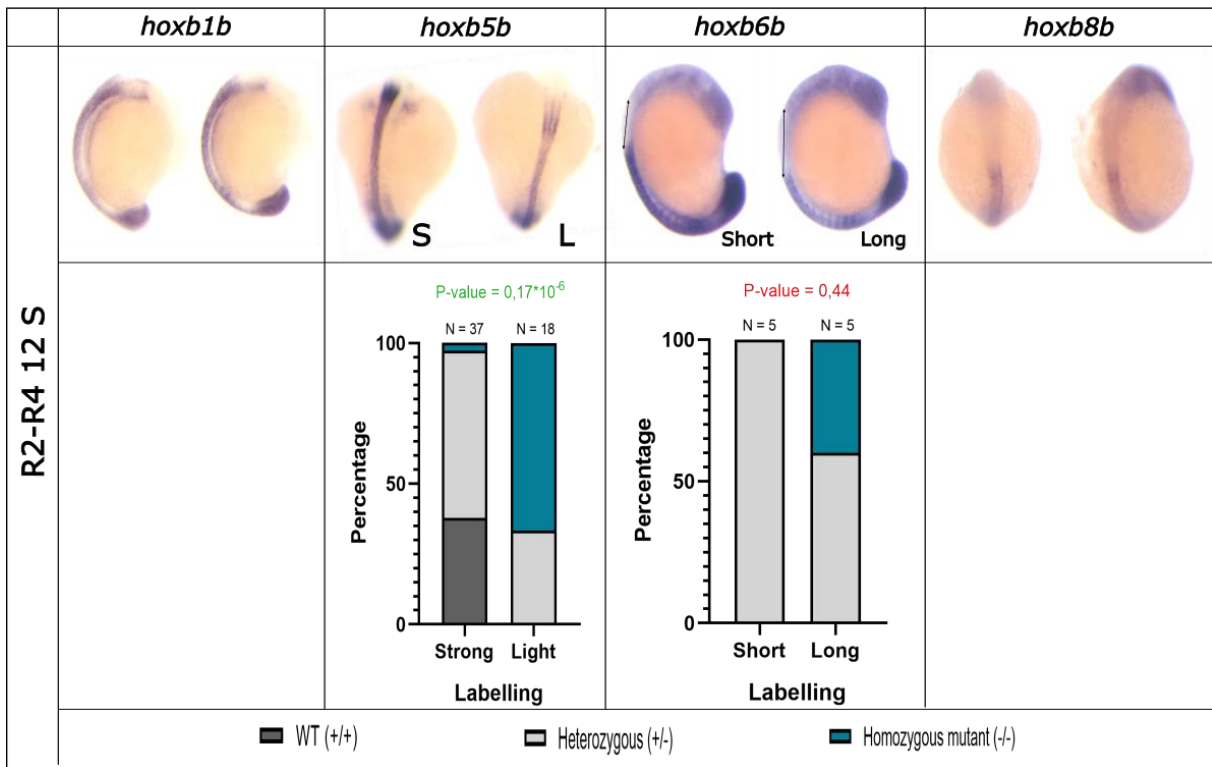 hoxb1b hoxb5b hoxb6b hoxb8b
R2-R4 12 S
S L
Short Long
P-value = 0,17*10-6
N = 37 N = 18
100
50
0
Percentage
Strong Light
Labelling
P-value = 0,44
N = 5 N = 5
100
50
0
Percentage
Short Long
Labelling
WT (+/+) Heterozygous (+/-) Homozygous mutant (-/-)